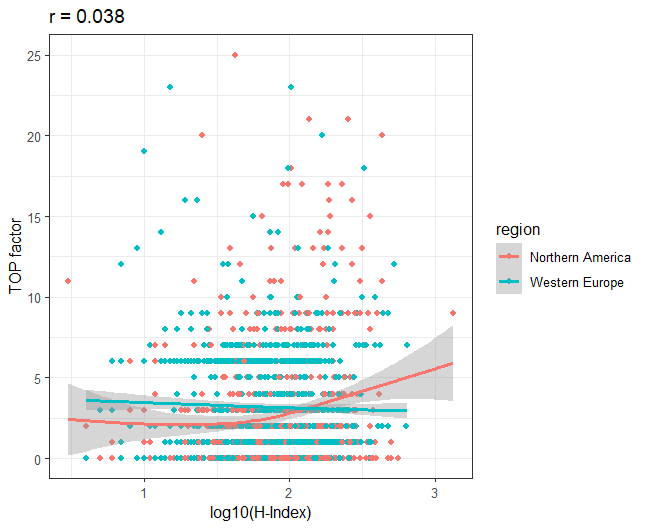 r = 0.038
TOP factor
25
20
15
10
5
0
1
2
3
log10(H-Index)
region
Northern America
Western Europe